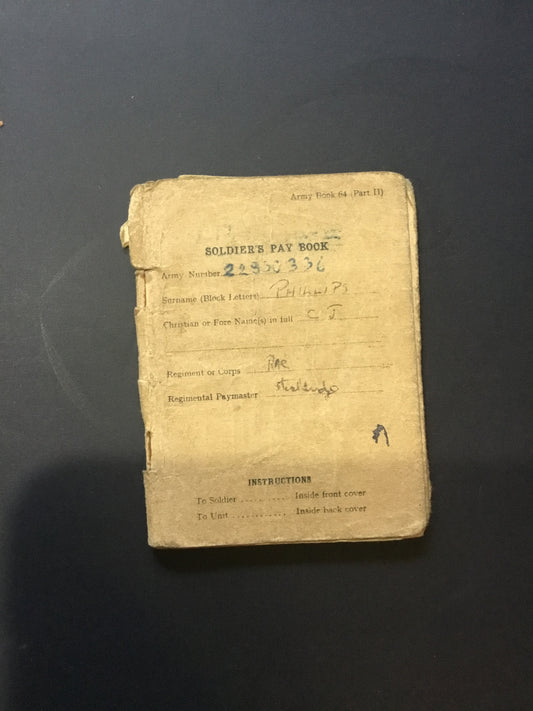 Army Book 64 (Part II)
SOLDIER'S PAY BOOK
Army Number 22830336
Surname (Block Letters) PHILLIPS
Christian or Fore Name(s) in full C J
Regiment or Corps RAC
Regimental Paymaster
INSTRUCTIONS
To Soldier .......... Inside front cover
To Unit ............ Inside back cover